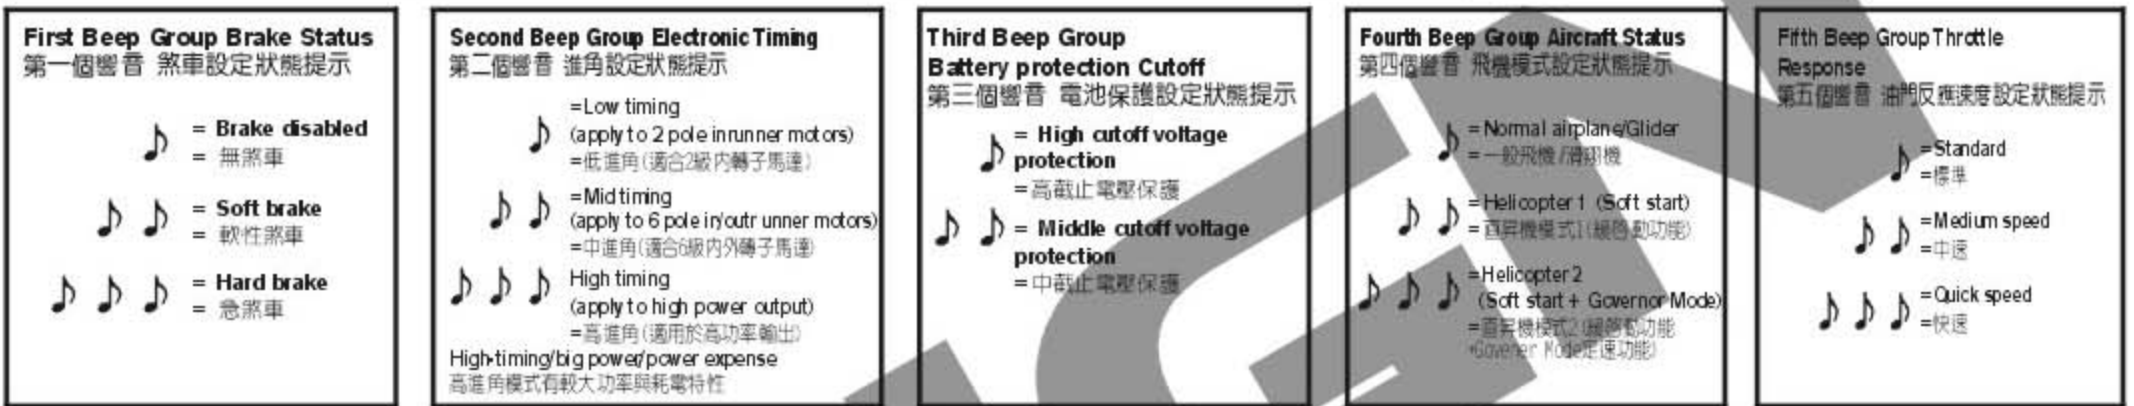 First Beep Group Brake Status
第一個響音 煞車設定狀態提示
= Brake disabled
= 無煞車
= Soft brake
= 軟性煞車
= Hard brake
= 急煞車
Second Beep Group Electronic Timing
第二個響音 進角設定狀態提示
=Low timing
(apply to 2 pole inrunner motors)
=低進角(適合2級内轉子馬達)
=Mid timing
(apply to 6 pole in/outr unner motors)
=中進角(適合6級内外轉子馬達)
High timing
(apply to high power output)
=高進角(適用於高功率輸出)
High-timing/big power/power expense
高進角模式有較大功率與耗電特性
Third Beep Group
Battery protection Cutoff
第三個響音 電池保護設定狀態提示
= High cutoff voltage
protection
=高截止電壓保護
= Middle cutoff voltage
protection
=中截止電壓保護
Fourth Beep Group Aircraft Status
第四個響音 飛機模式設定狀態提示
=Normal airplane/Glider
=一般飛機/滑翔機
=Helicopter 1 (Soft start)
=直昇機模式1(緩啓動功能)
=Helicopter 2
(Soft start + Governor Mode)
=直昇機模式2(緩啓動功能
+Govener Mode定速功能)
Fifth Beep Group Throttle
Response
第五個響音 油門反應速度設定狀態提示
=Standard
=標準
=Medium speed
=中速
=Quick speed
=快速